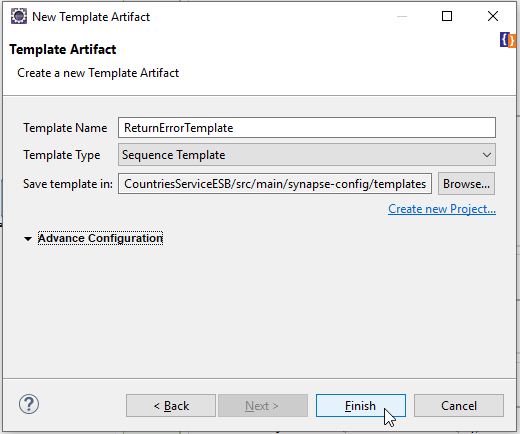 New Template Artifact
Template Artifact
Create a new Template Artifact
Template Name ReturnErrorTemplate
Template Type Sequence Template
Save template in: CountriesServiceESB/src/main/synapse-config/templates Browse...
Create new Project...
Advance Configuration
? < Back Next > Finish Cancel